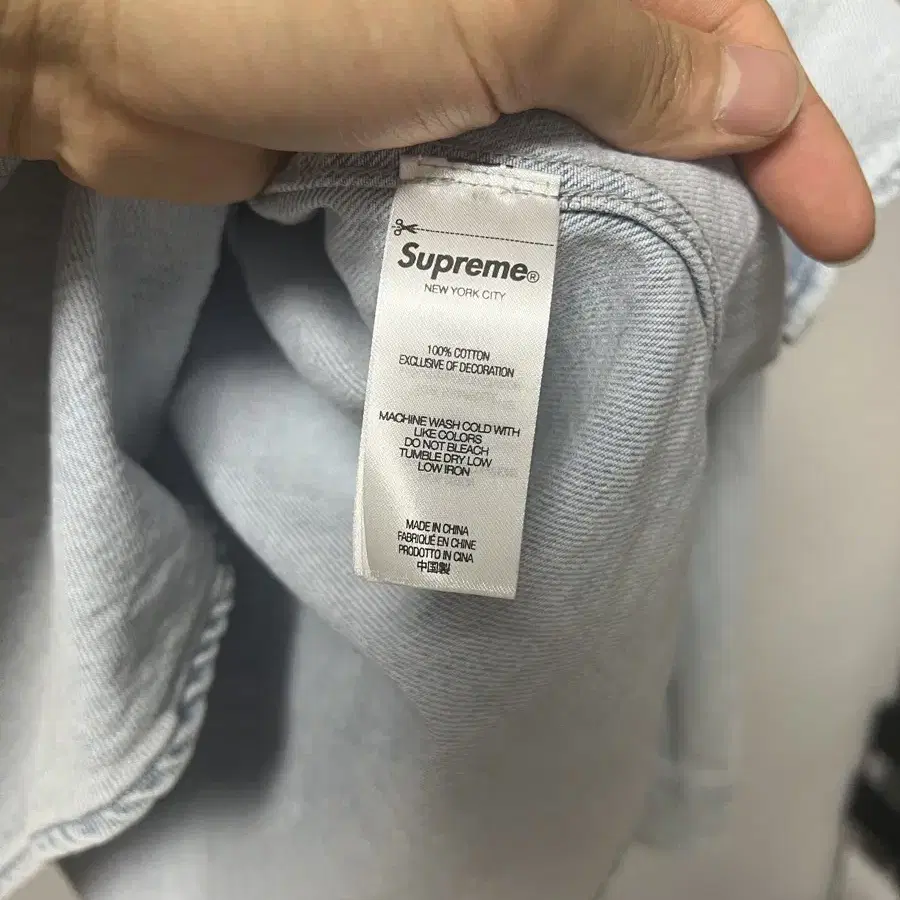 Supreme®
NEW YORK CITY
100% COTTON
EXCLUSIVE OF DECORATION
MACHINE WASH COLD WITH
LIKE COLORS
DO NOT BLEACH
TUMBLE DRY LOW
LOW IRON
MADE IN CHINA
FABRIQUÉ EN CHINE
PRODOTTO IN CINA
中国製